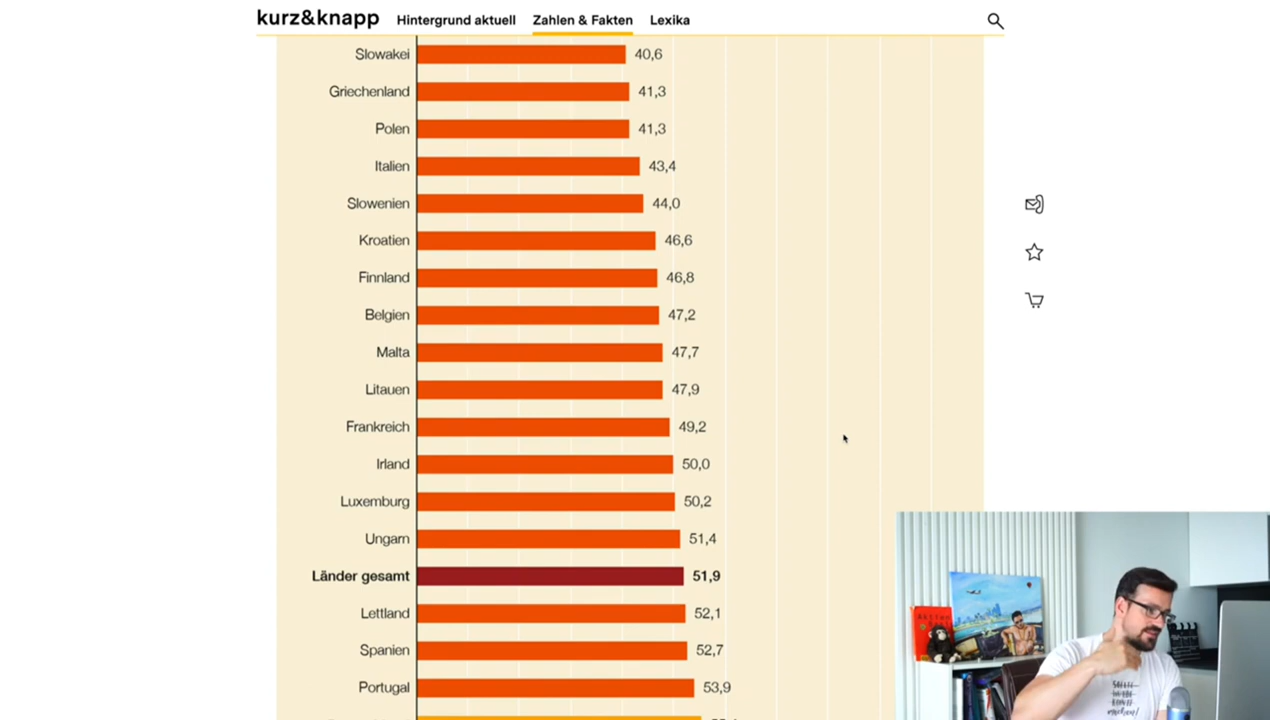 kurz&knapp Hintergrund aktuell Zahlen & Fakten Lexika
Slowakei 40,6
Griechenland 41,3
Polen 41,3
Italien 43,4
Slowenien 44,0
Kroatien 46,6
Finnland 46,8
Belgien 47,2
Malta 47,7
Litauen 47,9
Frankreich 49,2
Irland 50,0
Luxemburg 50,2
Ungarn 51,4
Länder gesamt 51,9
Lettland 52,1
Spanien 52,7
Portugal 53,9